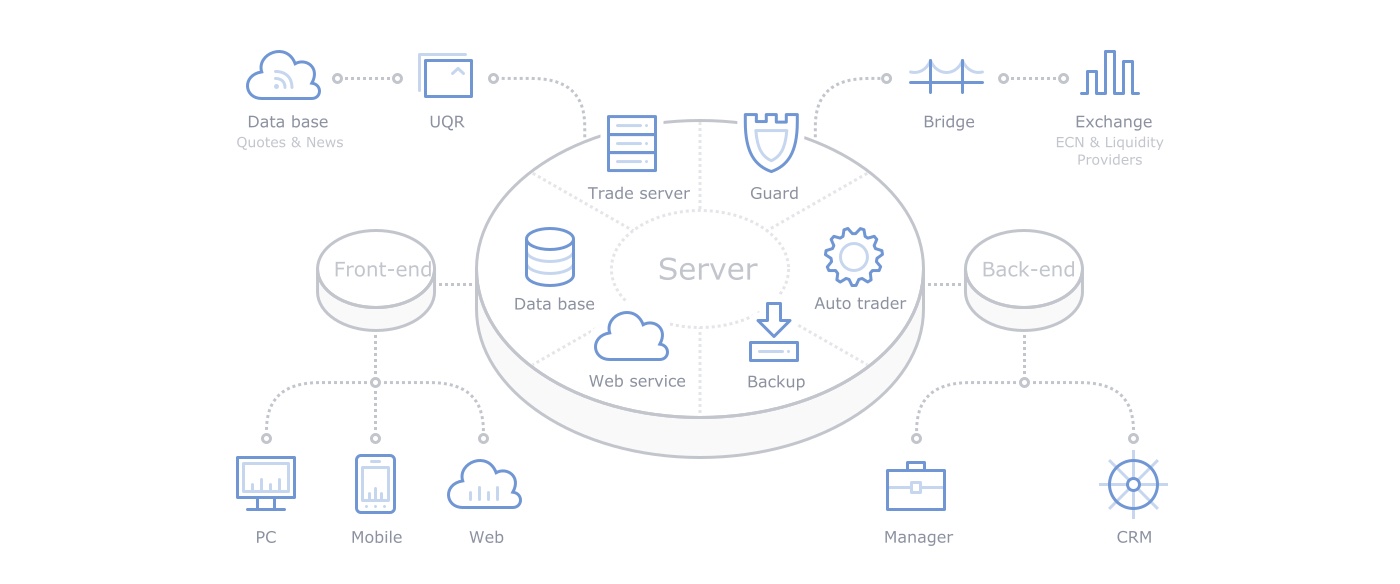 Data base
Quotes & News
UQR
Bridge
Exchange
ECN & Liquidity
Providers
Trade server
Guard
Front-end
Data base
Server
Auto trader
Back-end
Web service
Backup
PC
Mobile
Web
Manager
CRM